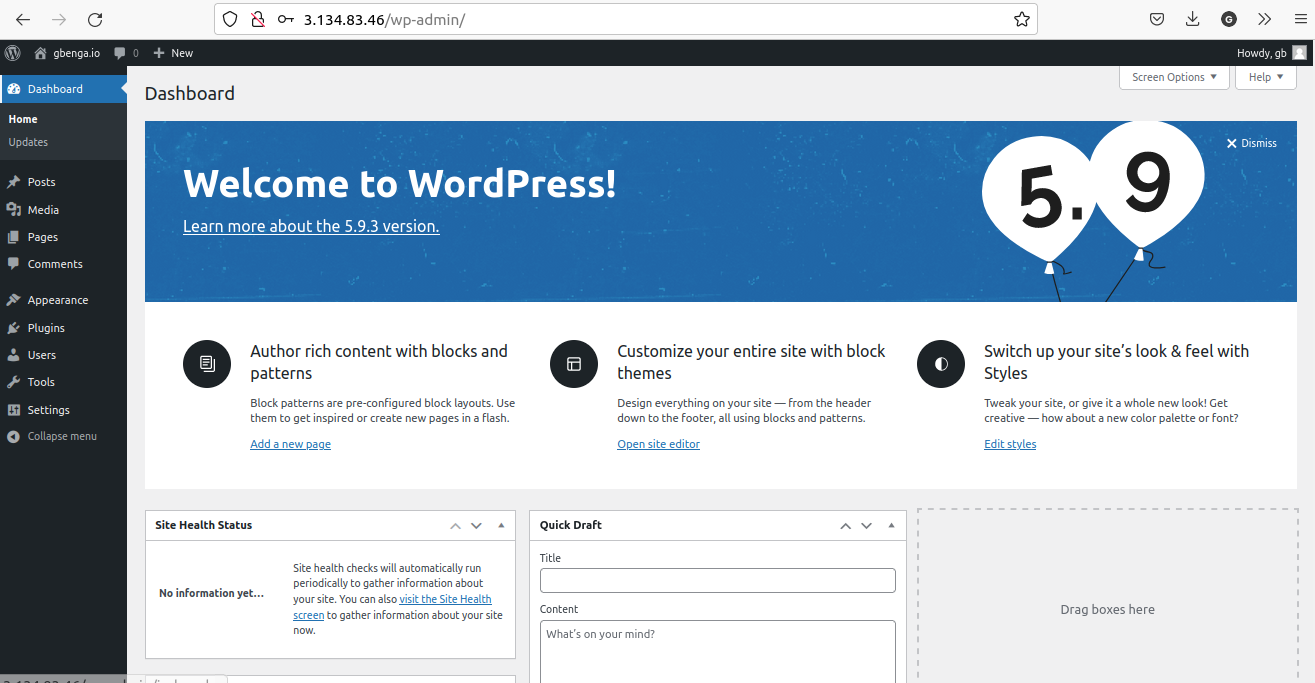 3.134.83.46/wp-admin/
G
gbenga.io 0 New
Howdy, gb
Dashboard
Home
Updates
Posts
Media
Pages
Comments
Appearance
Plugins
Users
Tools
Settings
Collapse menu
Dashboard
Screen Options ▼
Help ▼
Welcome to WordPress!
Learn more about the 5.9.3 version.
5.9
Dismiss
Author rich content with blocks and
patterns
Block patterns are pre-configured block layouts. Use
them to get inspired or create new pages in a flash.
Add a new page
Customize your entire site with block
themes
Design everything on your site — from the header
down to the footer, all using blocks and patterns.
Open site editor
Switch up your site’s look & feel with
Styles
Tweak your site, or give it a whole new look! Get
creative — how about a new color palette or font?
Edit styles
Site Health Status
No information yet…
Site health checks will automatically run
periodically to gather information about
your site. You can also visit the Site Health
screen to gather information about your site
now.
Quick Draft
Title
Content
What’s on your mind?
Drag boxes here